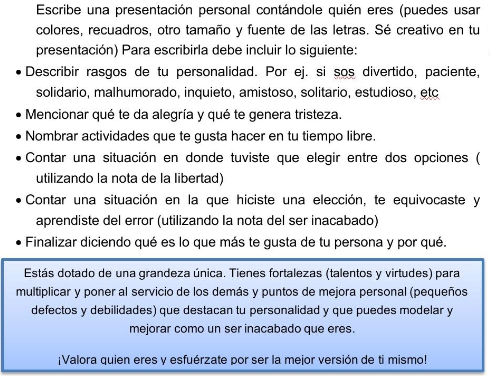 Escribe una presentación personal contándole quién eres (puedes usar
colores, recuadros, otro tamaño y fuente de las letras. Sé creativo en tu
presentación) Para escribirla debe incluir lo siguiente:
• Describir rasgos de tu personalidad. Por ej. si sos divertido, paciente,
solidario, malhumorado, inquieto, amistoso, solitario, estudioso, etc
• Mencionar qué te da alegría y qué te genera tristeza.
• Nombrar actividades que te gusta hacer en tu tiempo libre.
• Contar una situación en donde tuviste que elegir entre dos opciones (
utilizando la nota de la libertad)
• Contar una situación en la que hiciste una elección, te equivocaste y
aprendiste del error (utilizando la nota del ser inacabado)
• Finalizar diciendo qué es lo que más te gusta de tu persona y por qué.
Estás dotado de una grandeza única. Tienes fortalezas (talentos y virtudes) para
multiplicar y poner al servicio de los demás y puntos de mejora personal (pequeños
defectos y debilidades) que destacan tu personalidad y que puedes modelar y
mejorar como un ser inacabado que eres.
¡Valora quien eres y esfuérzate por ser la mejor versión de ti mismo!